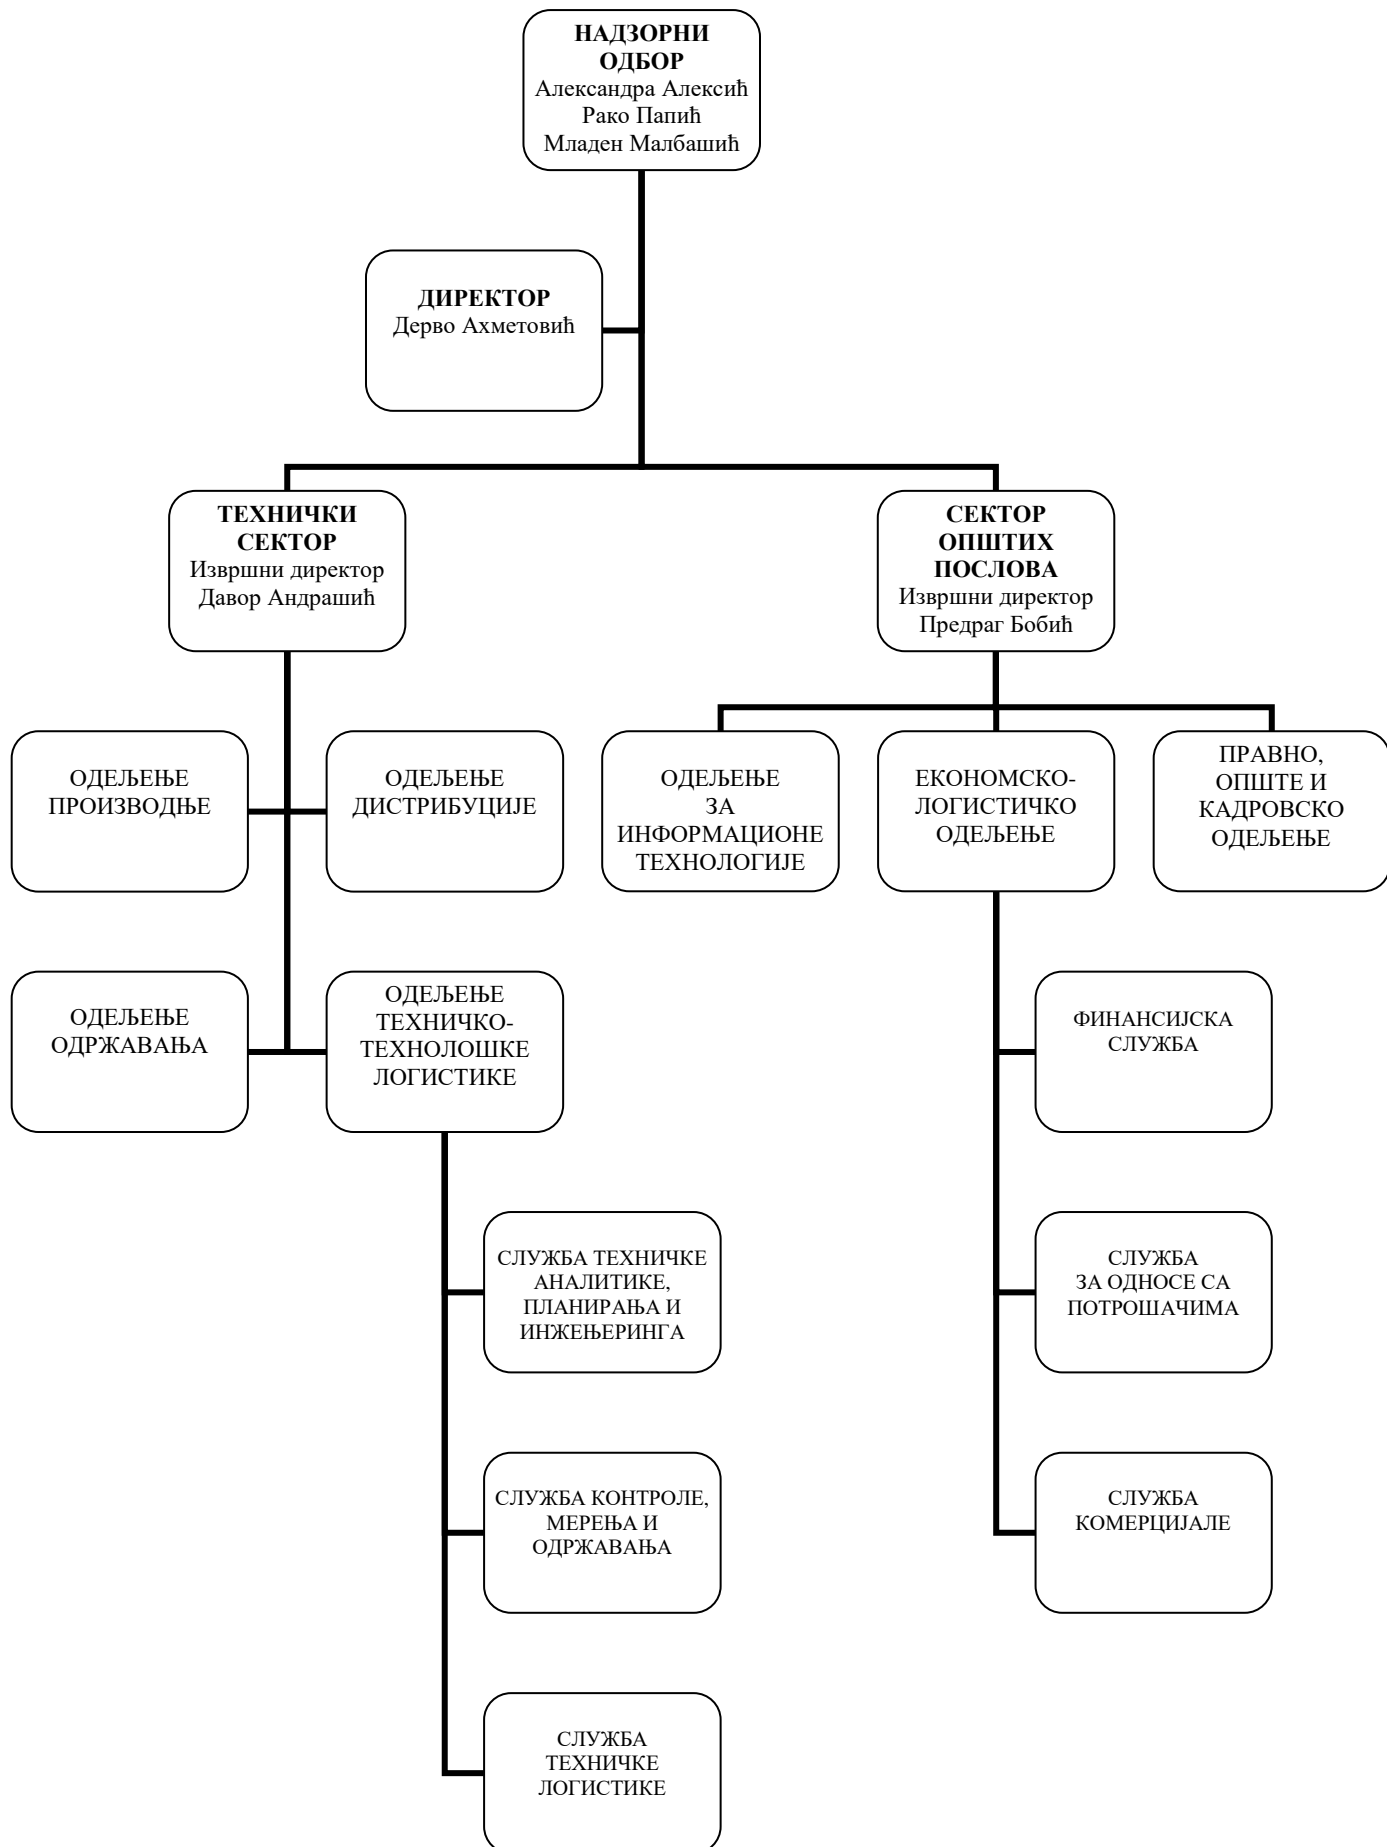 НАДЗОРНИ
ОДБОР
Александра Алексић
Рако Папић
Младен Малбашић
ДИРЕКТОР
Дерво Ахметовић
ТЕХНИЧКИ
СЕКТОР
Извршни директор
Давор Андрашић
СЕКТОР
ОПШТИХ
ПОСЛОВА
Извршни директор
Предраг Бобић
ОДЕЉЕЊЕ
ПРОИЗВОДЊЕ
ОДЕЉЕЊЕ
ДИСТРИБУЦИЈЕ
ОДЕЉЕЊЕ
ЗА
ИНФОРМАЦИОНЕ
ТЕХНОЛОГИЈЕ
ЕКОНОМСКО-
ЛОГИСТИЧКО
ОДЕЉЕЊЕ
ПРАВНО,
ОПШТЕ И
КАДРОВСКО
ОДЕЉЕЊЕ
ОДЕЉЕЊЕ
ОДРЖАВАЊА
ОДЕЉЕЊЕ
ТЕХНИЧКО-
ТЕХНОЛОШКЕ
ЛОГИСТИКЕ
ФИНАНСИЈСКА
СЛУЖБА
СЛУЖБА ТЕХНИЧКЕ
АНАЛИТИКЕ,
ПЛАНИРАЊА И
ИНЖЕЊЕРИНГА
СЛУЖБА
ЗА ОДНОСЕ СА
ПОТРОШАЧИМА
СЛУЖБА КОНТРОЛЕ,
МЕРЕЊА И
ОДРЖАВАЊА
СЛУЖБА
КОМЕРЦИЈАЛЕ
СЛУЖБА
ТЕХНИЧКЕ
ЛОГИСТИКЕ